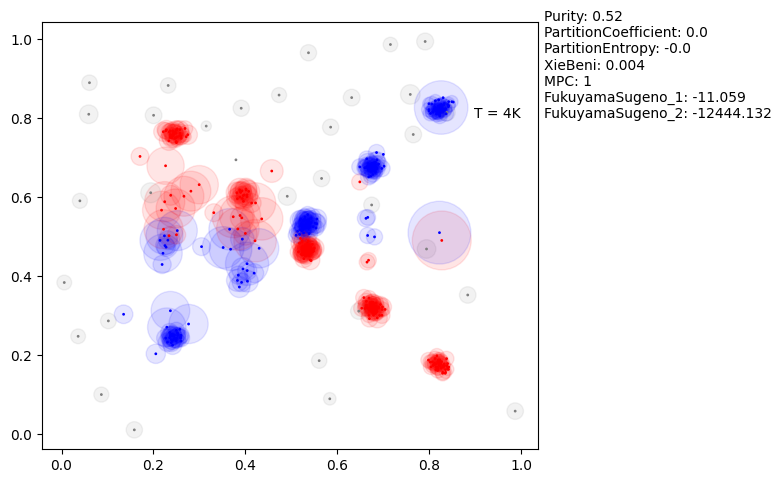 Purity: 0.52
PartitionCoefficient: 0.0
PartitionEntropy: -0.0
XieBeni: 0.004
MPC: 1
FukuyamaSugeno_1: -11.059
FukuyamaSugeno_2: -12444.132
T = 4K
1.0
0.8
0.6
0.4
0.2
0.0
0.0 0.2 0.4 0.6 0.8 1.0